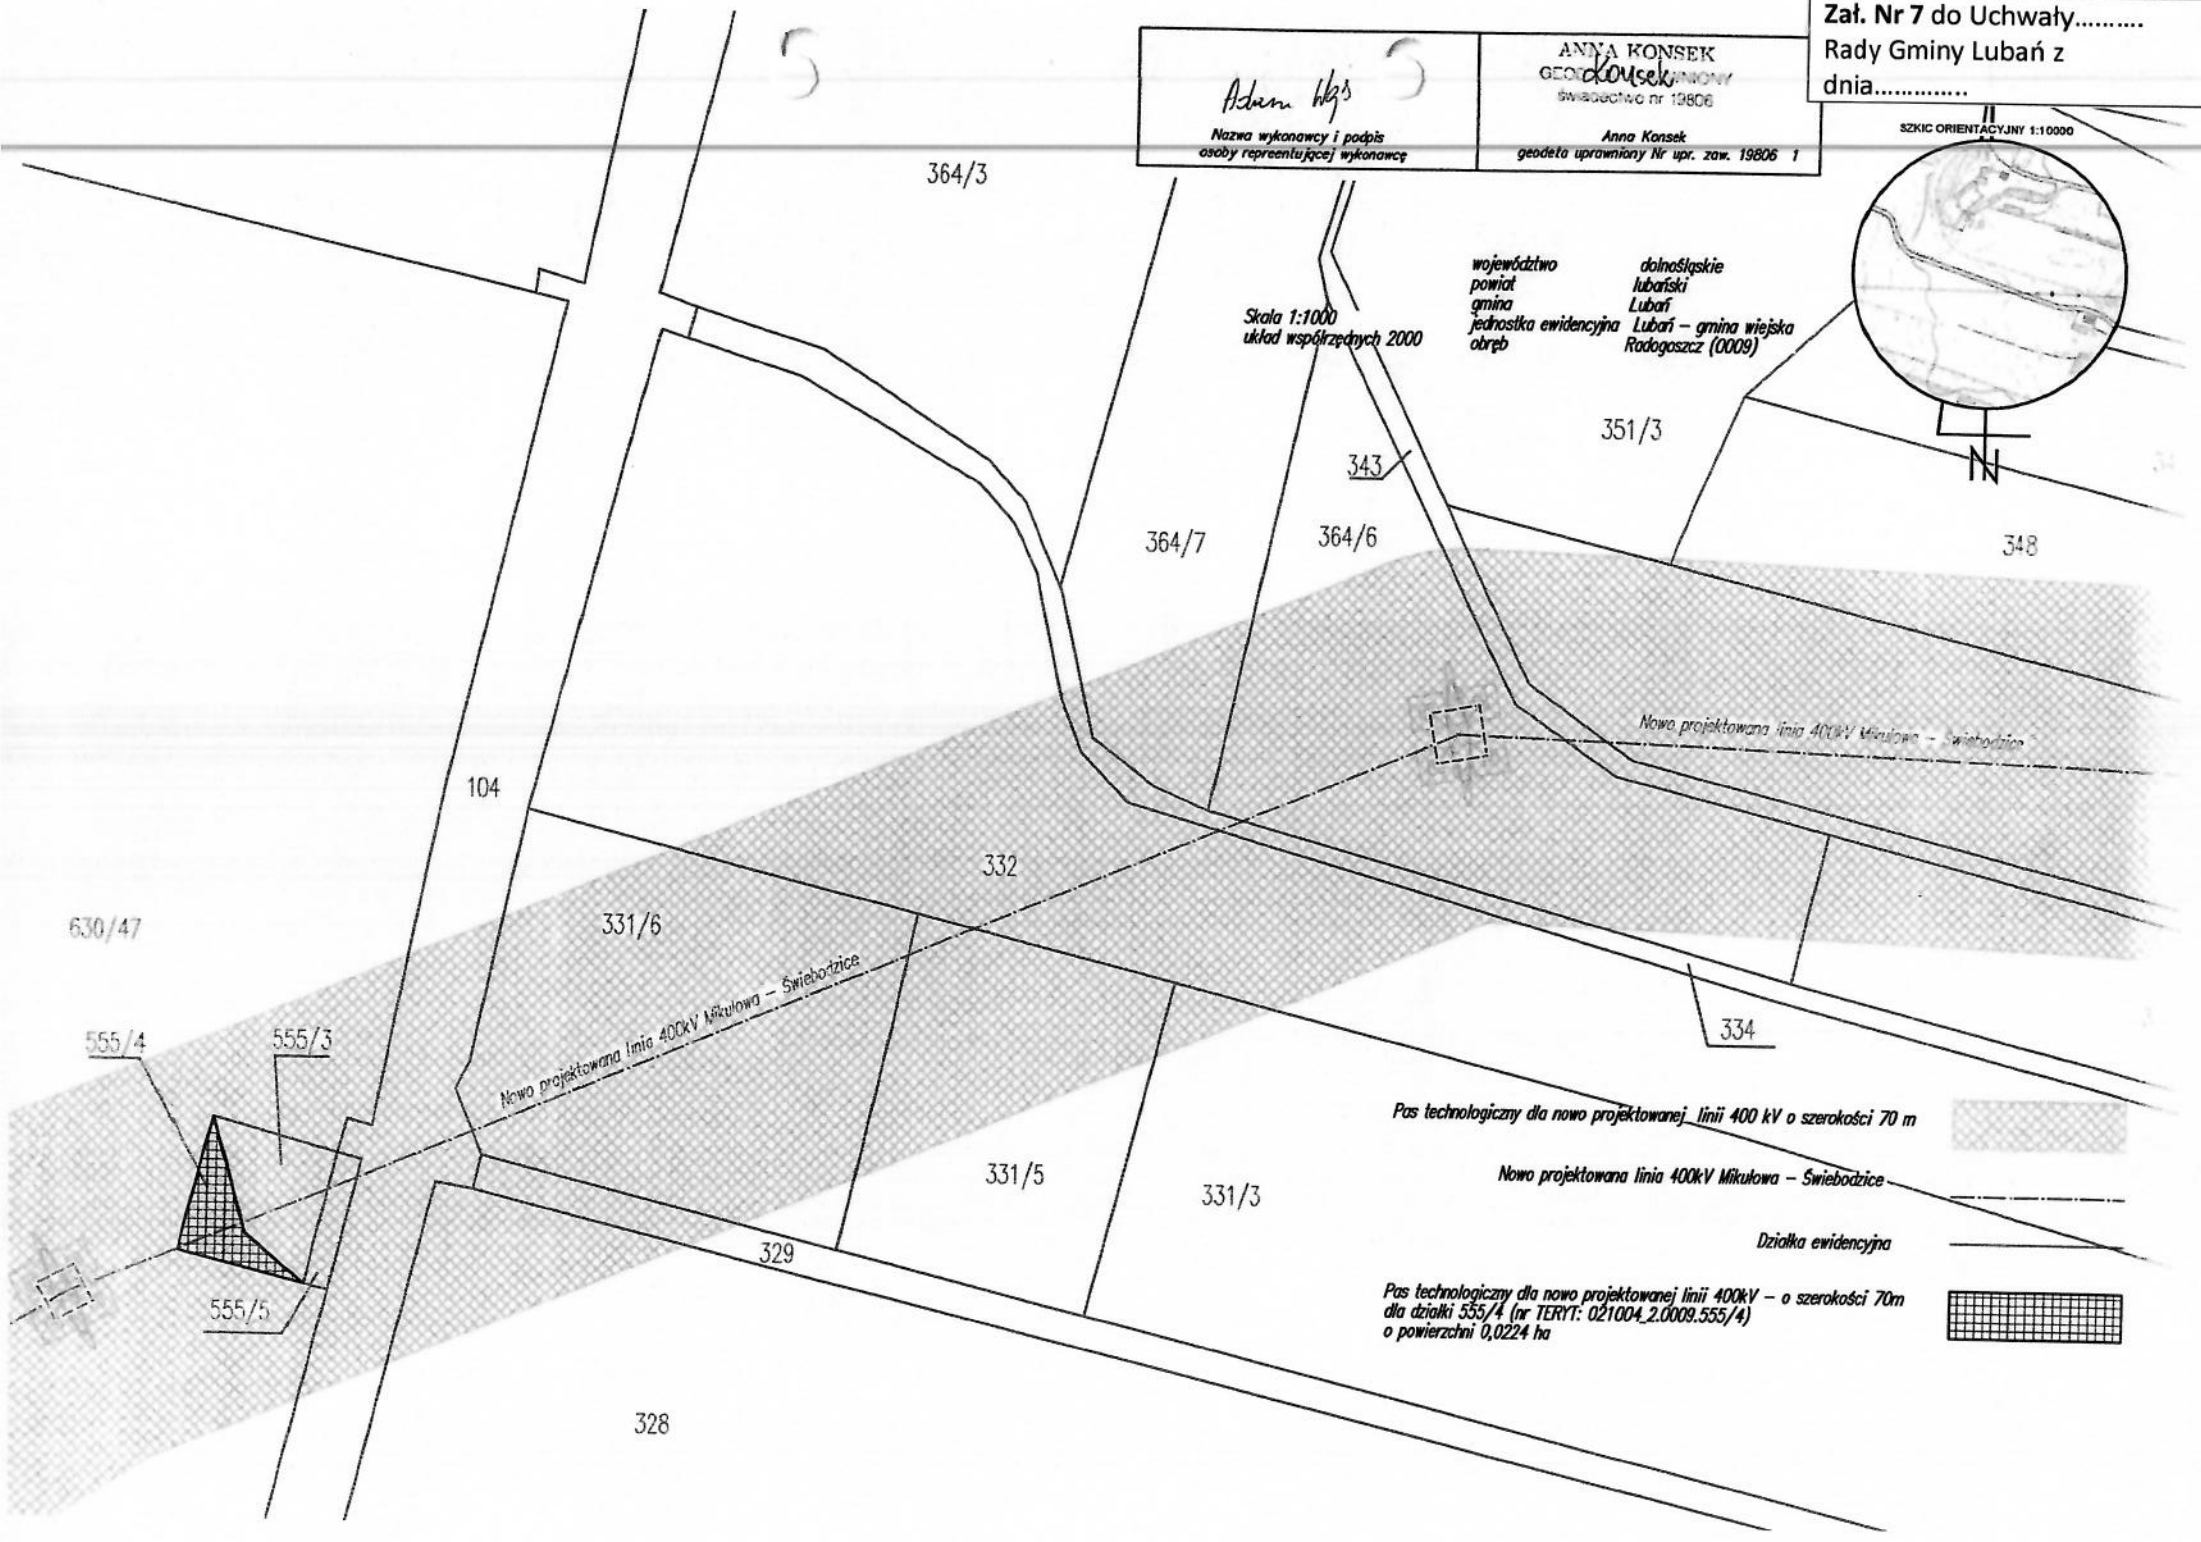 Zał. Nr 7 do Uchwały..........
Rady Gminy Lubań z
dnia.............
ANNA KONSEK
świadectwo nr 19806
Nazwa wykonawcy i podpis
osoby repreentującej wykonawcę
Anna Konsek
geodeta uprawniony Nr upr. zaw. 19806 1
SZKIC ORIENTACYJNY 1:10000
województwo dolnośląskie
powiat lubański
gmina Lubań
jednostka ewidencyjna Lubań – gmina wiejska
obręb Radogoszcz (0009)
Skala 1:1000
układ współrzędnych 2000
N
364/3
351/3
343
364/7
364/6
348
Nowo projektowana linia 400kV Mikułowa – Świebodzice
104
332
630/47
331/6
Nowo projektowana linia 400kV Mikułowa – Świebodzice
555/4
555/3
334
331/5
331/3
329
555/5
328
Pas technologiczny dla nowo projektowanej linii 400 kV o szerokości 70 m
Nowo projektowana linia 400kV Mikułowa – Świebodzice
Działka ewidencyjna
Pas technologiczny dla nowo projektowanej linii 400kV – o szerokości 70m
dla działki 555/4 (nr TERYT: 021004_2.0009.555/4)
o powierzchni 0,0224 ha